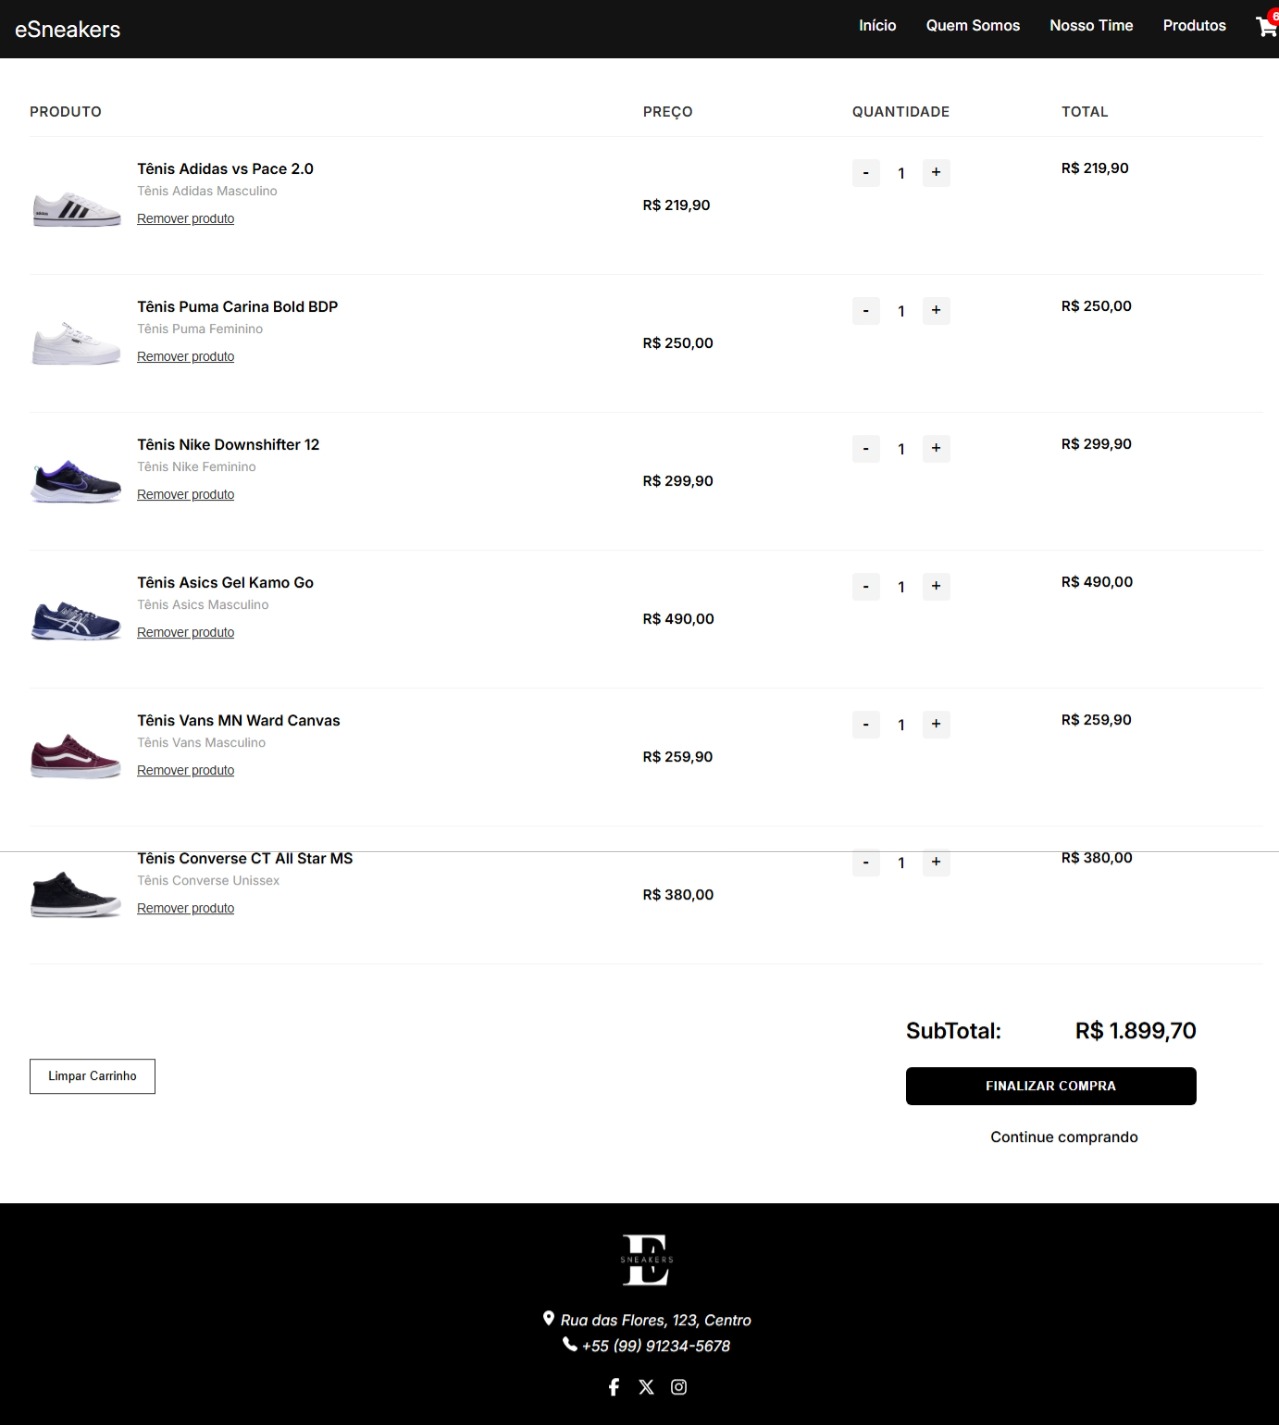 eSneakers
Início Quem Somos Nosso Time Produtos 6
PRODUTO PREÇO QUANTIDADE TOTAL
Tênis Adidas vs Pace 2.0
Tênis Adidas Masculino
Remover produto
R$ 219,90
- 1 +
R$ 219,90
Tênis Puma Carina Bold BDP
Tênis Puma Feminino
Remover produto
R$ 250,00
- 1 +
R$ 250,00
Tênis Nike Downshifter 12
Tênis Nike Feminino
Remover produto
R$ 299,90
- 1 +
R$ 299,90
Tênis Asics Gel Kamo Go
Tênis Asics Masculino
Remover produto
R$ 490,00
- 1 +
R$ 490,00
Tênis Vans MN Ward Canvas
Tênis Vans Masculino
Remover produto
R$ 259,90
- 1 +
R$ 259,90
Tênis Converse CT All Star MS
Tênis Converse Unissex
Remover produto
R$ 380,00
- 1 +
R$ 380,00
SubTotal: R$ 1.899,70
Limpar Carrinho
FINALIZAR COMPRA
Continue comprando
E
SNEAKERS
Rua das Flores, 123, Centro
+55 (99) 91234-5678